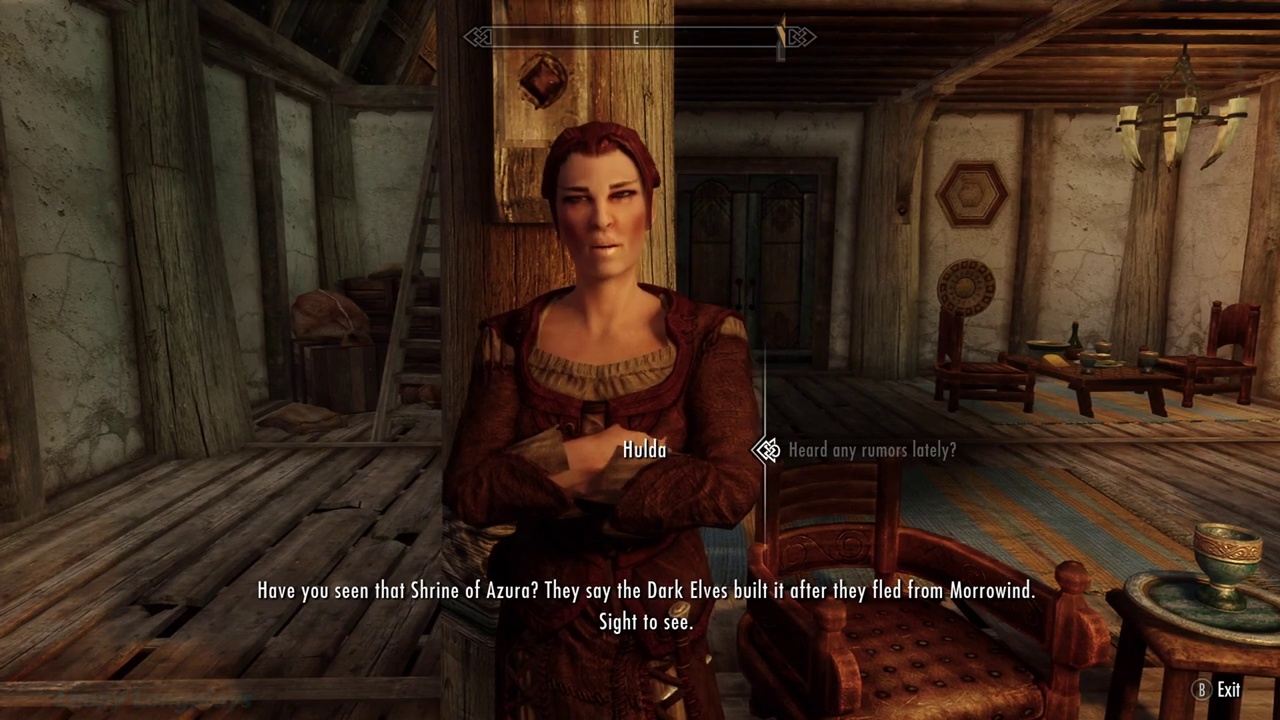 E
Hulda
Heard any rumors lately?
Have you seen that Shrine of Azura? They say the Dark Elves built it after they fled from Morrowind.
Sight to see.
B Exit